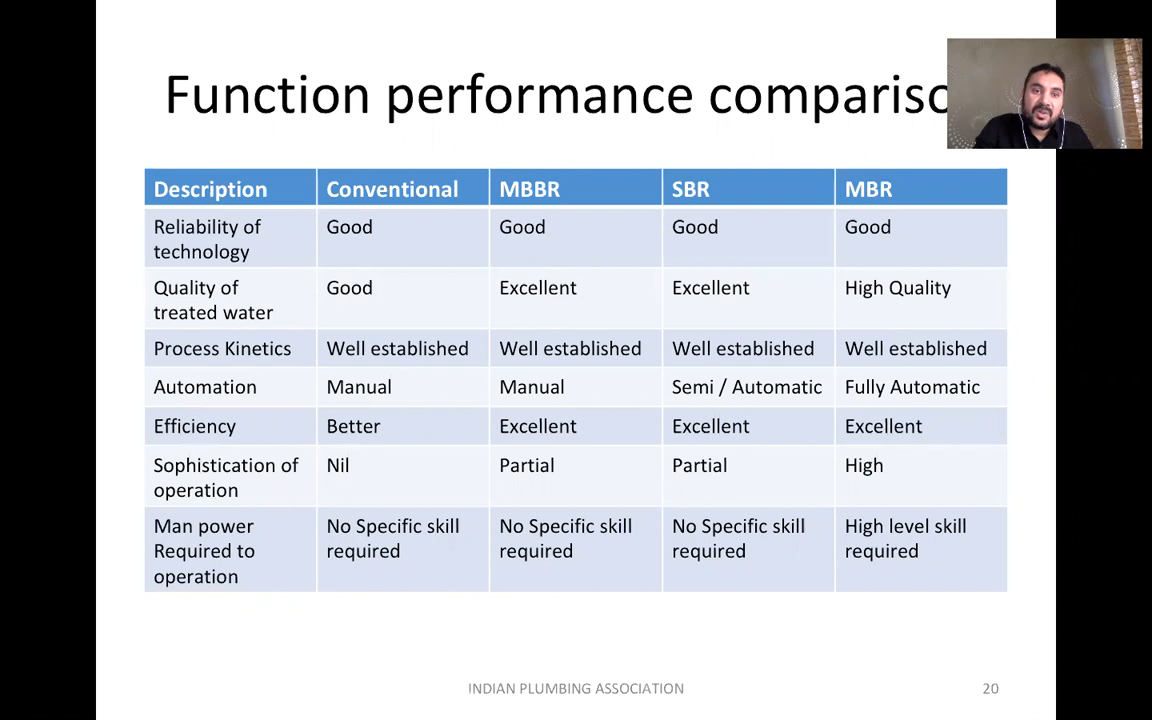 Function performance
Description Conventional MBBR SBR MBR
Reliability of Good Good Good Good
technology
Quality of Good Excellent Excellent High Quality
treated water
Process Kinetics Well established Well established Well established Well established
Automation Manual Manual Semi / Automatic Fully Automatic
Efficiency Better Excellent Excellent Excellent
Sophistication of Nil Partial Partial High
operation
Man power No Specific skill No Specific skill No Specific skill High level skill
Required to required required required required
operation
INDIAN PLUMBING ASSOCIATION 20